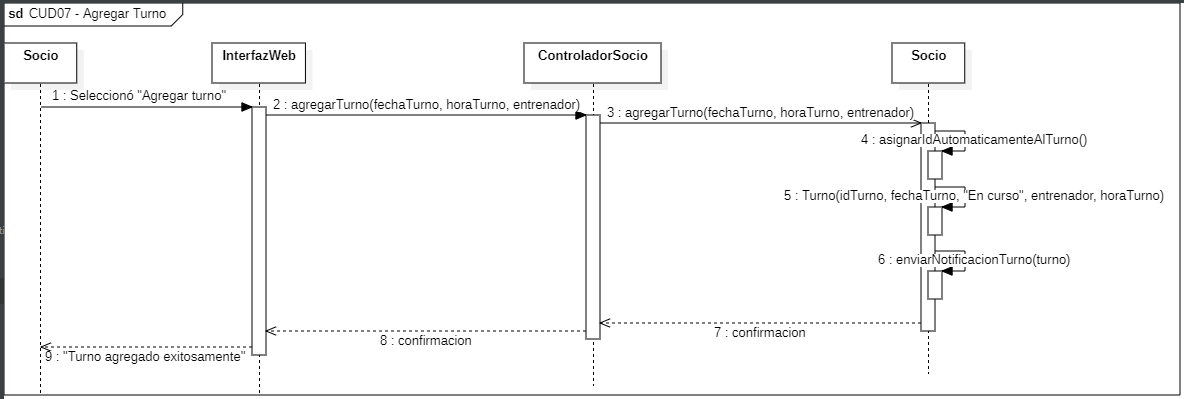 sd CUD07 - Agregar Turno
Socio
InterfazWeb
ControladorSocio
Socio
1 : Seleccionó "Agregar turno"
2 : agregarTurno(fechaTurno, horaTurno, entrenador)
3 : agregarTurno(fechaTurno, horaTurno, entrenador)
4 : asignarIdAutomaticamenteAlTurno()
5 : Turno(idTurno, fechaTurno, "En curso", entrenador, horaTurno)
6 : enviarNotificacionTurno(turno)
7 : confirmacion
8 : confirmacion
9 : "Turno agregado exitosamente"